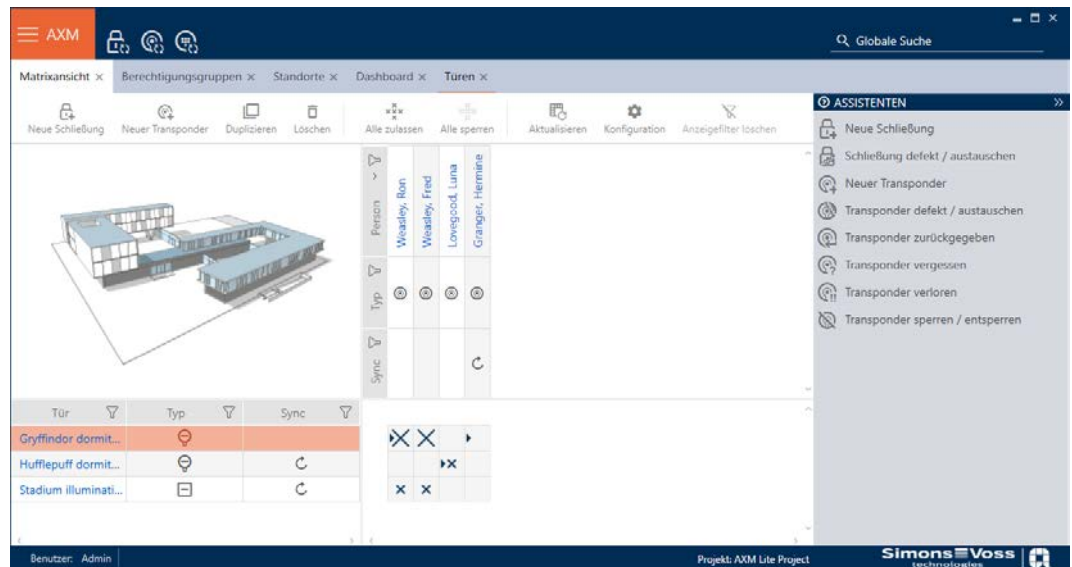 AXM
Globale Suche
Matrixansicht × Berechtigungsgruppen × Standorte × Dashboard × Türen ×
Neue Schließung Neuer Transponder Duplizieren Löschen Alle zulassen Alle sperren Aktualisieren Konfiguration Anzeigefilter löschen
ASSISTENTEN
Neue Schließung
Schließung defekt / austauschen
Neuer Transponder
Transponder defekt / austauschen
Transponder zurückgegeben
Transponder vergessen
Transponder verloren
Transponder sperren / entsperren
Person
Weasley, Ron
Weasley, Fred
Lovegood, Luna
Granger, Hermine
Typ
Sync
Tür Typ Sync
Gryffindor dormit...
Hufflepuff dormit...
Stadium illuminati...
Benutzer: Admin
Projekt: AXM Lite Project
Simons Voss
technologies